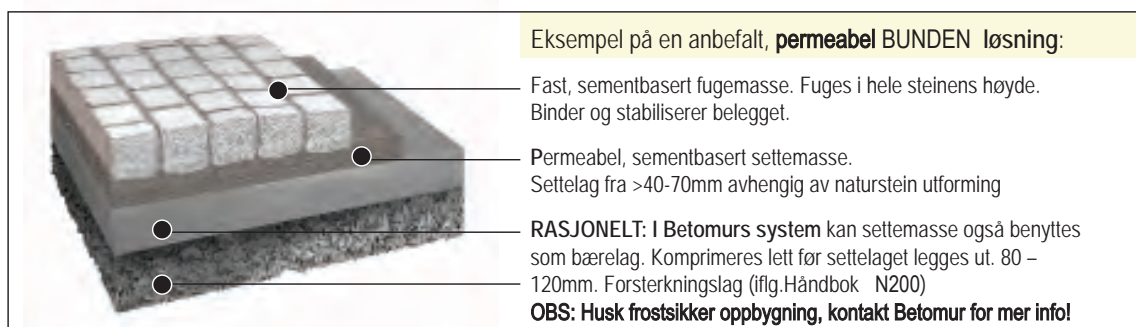 Eksempel på en anbefalt, permeabel BUNDEN løsning:
Fast, sementbasert fugemasse. Fuges i hele steinens høyde.
Binder og stabiliserer belegget.
Permeabel, sementbasert settemasse.
Settelag fra >40-70mm avhengig av naturstein utforming
RASJONELT: I Betomurs system kan settemasse også benyttes
som bærelag. Komprimeres lett før settelaget legges ut. 80 –
120mm. Forsterkningslag (iflg.Håndbok N200)
OBS: Husk frostsikker oppbygning, kontakt Betomur for mer info!